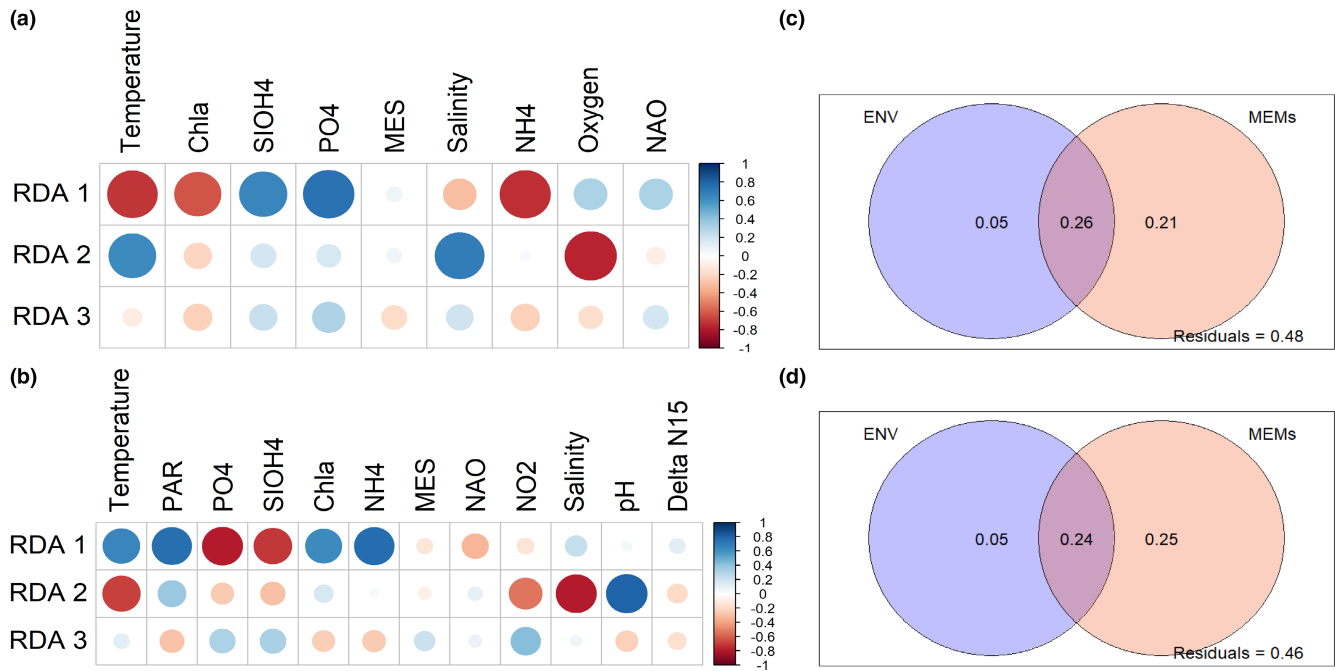 (a)
Temperature
Chla
SIOH4
PO4
MES
Salinity
NH4
Oxygen
NAO
RDA 1
RDA 2
RDA 3
1
0.8
0.6
0.4
0.2
0
-0.2
-0.4
-0.6
-0.8
-1
(b)
Temperature
PAR
PO4
SIOH4
Chla
NH4
MES
NAO
NO2
Salinity
pH
Delta N15
RDA 1
RDA 2
RDA 3
1
0.8
0.6
0.4
0.2
0
-0.2
-0.4
-0.6
-0.8
-1
(c)
ENV
MEMs
0.05
0.26
0.21
Residuals = 0.48
(d)
ENV
MEMs
0.05
0.24
0.25
Residuals = 0.46